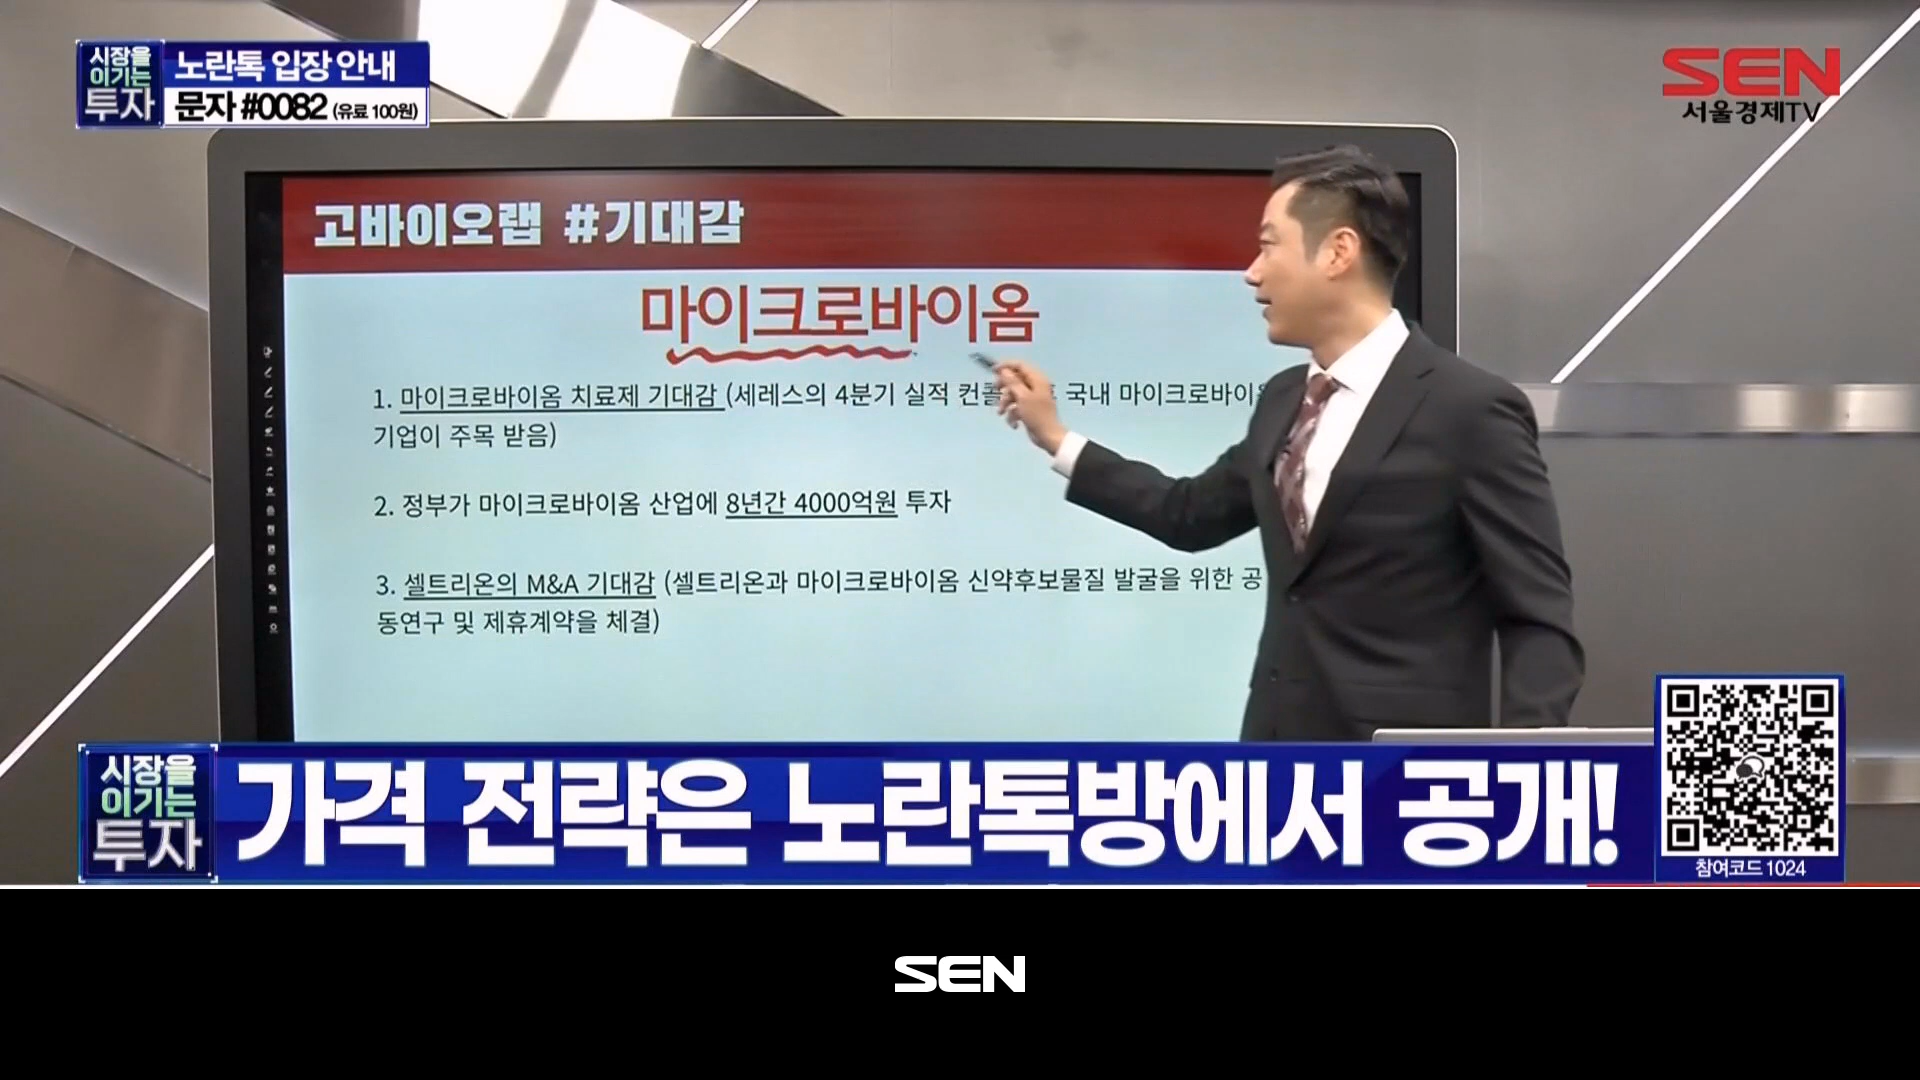 시장을
이기는
투자
노란톡 입장 안내
문자 #0082 (유료 100원)
SEN
서울경제TV
고바이오랩 #기대감
마이크로바이옴
1. 마이크로바이옴 치료제 기대감 (세레스의 4분기 실적 컨콜 국내 마이크로바이옴
기업이 주목 받음)
2. 정부가 마이크로바이옴 산업에 8년간 4000억원 투자
3. 셀트리온의 M&A 기대감 (셀트리온과 마이크로바이옴 신약후보물질 발굴을 위한 공
동연구 및 제휴계약을 체결)
시장을
이기는
투자
가격 전략은 노란톡방에서 공개!
참여코드 1024
SEN